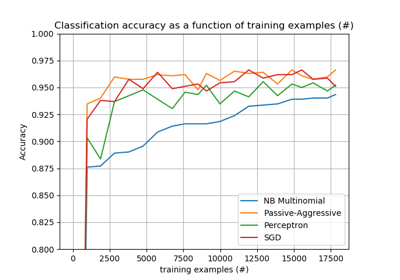 Classification accuracy as a function of training examples (#)
1.000
0.975
0.950
0.925
0.900
0.875
0.850
0.825
0.800
Accuracy
NB Multinomial
Passive-Aggressive
Perceptron
SGD
0 2500 5000 7500 10000 12500 15000 17500
training examples (#)